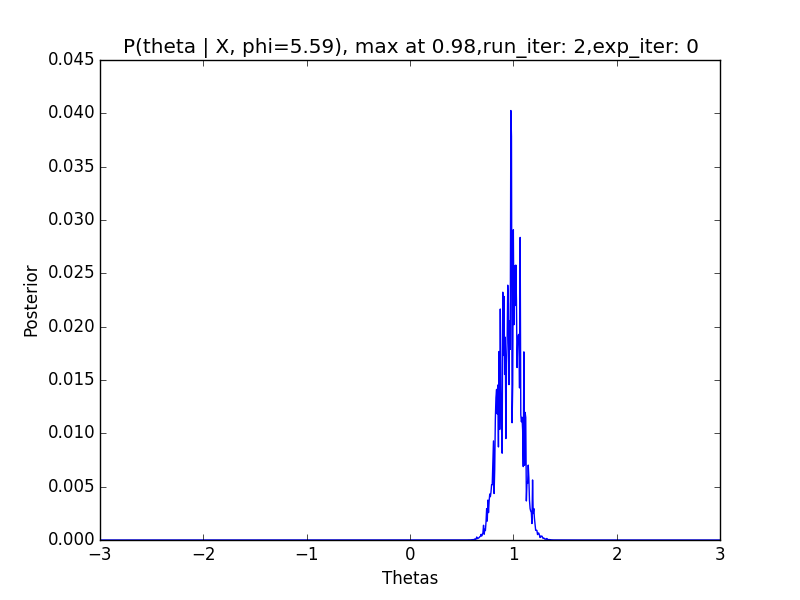 P(theta | X, phi=5.59), max at 0.98,run_iter: 2,exp_iter: 0
0.045
0.040
0.035
0.030
0.025
0.020
0.015
0.010
0.005
0.000
Posterior
−3 −2 −1 0 1 2 3
Thetas